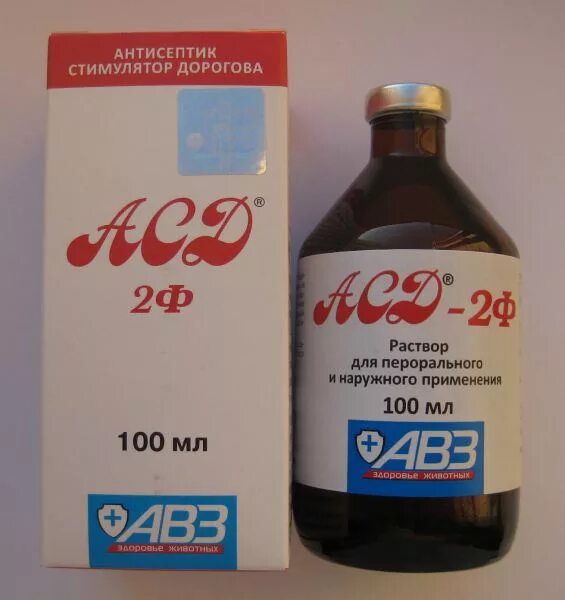 АНТИСЕПТИК
СТИМУЛЯТОР ДОРОГОВА
АСД®
2Ф
100 мл
АВЗ
здоровье животных
АСД®-2Ф
Раствор
для перорального
и наружного применения
100 мл
АВЗ
здоровье животных